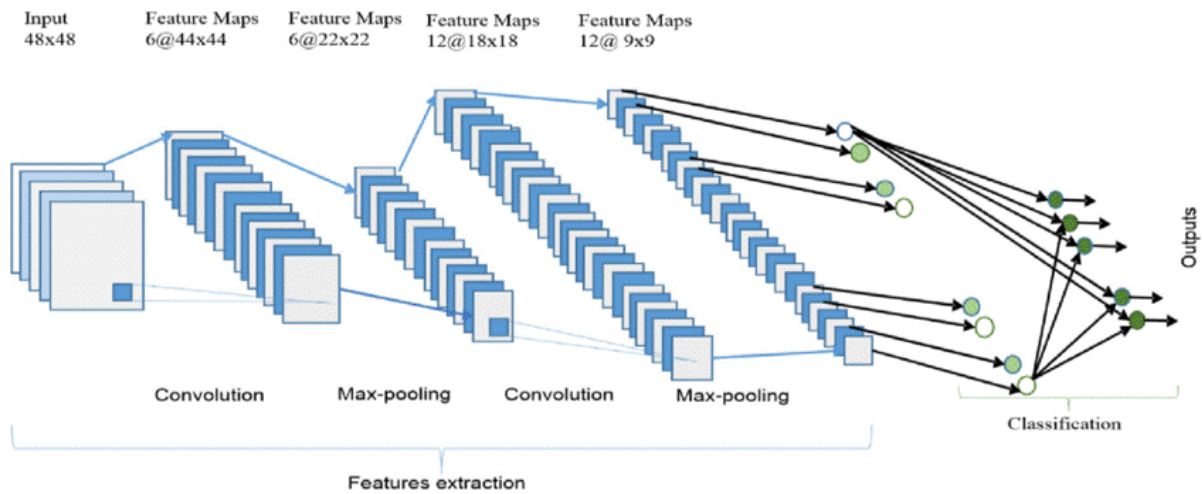 Input
48x48
Feature Maps
6@44x44
Feature Maps
6@22x22
Feature Maps
12@18x18
Feature Maps
12@ 9x9
Outputs
Convolution
Max-pooling
Convolution
Max-pooling
Classification
Features extraction